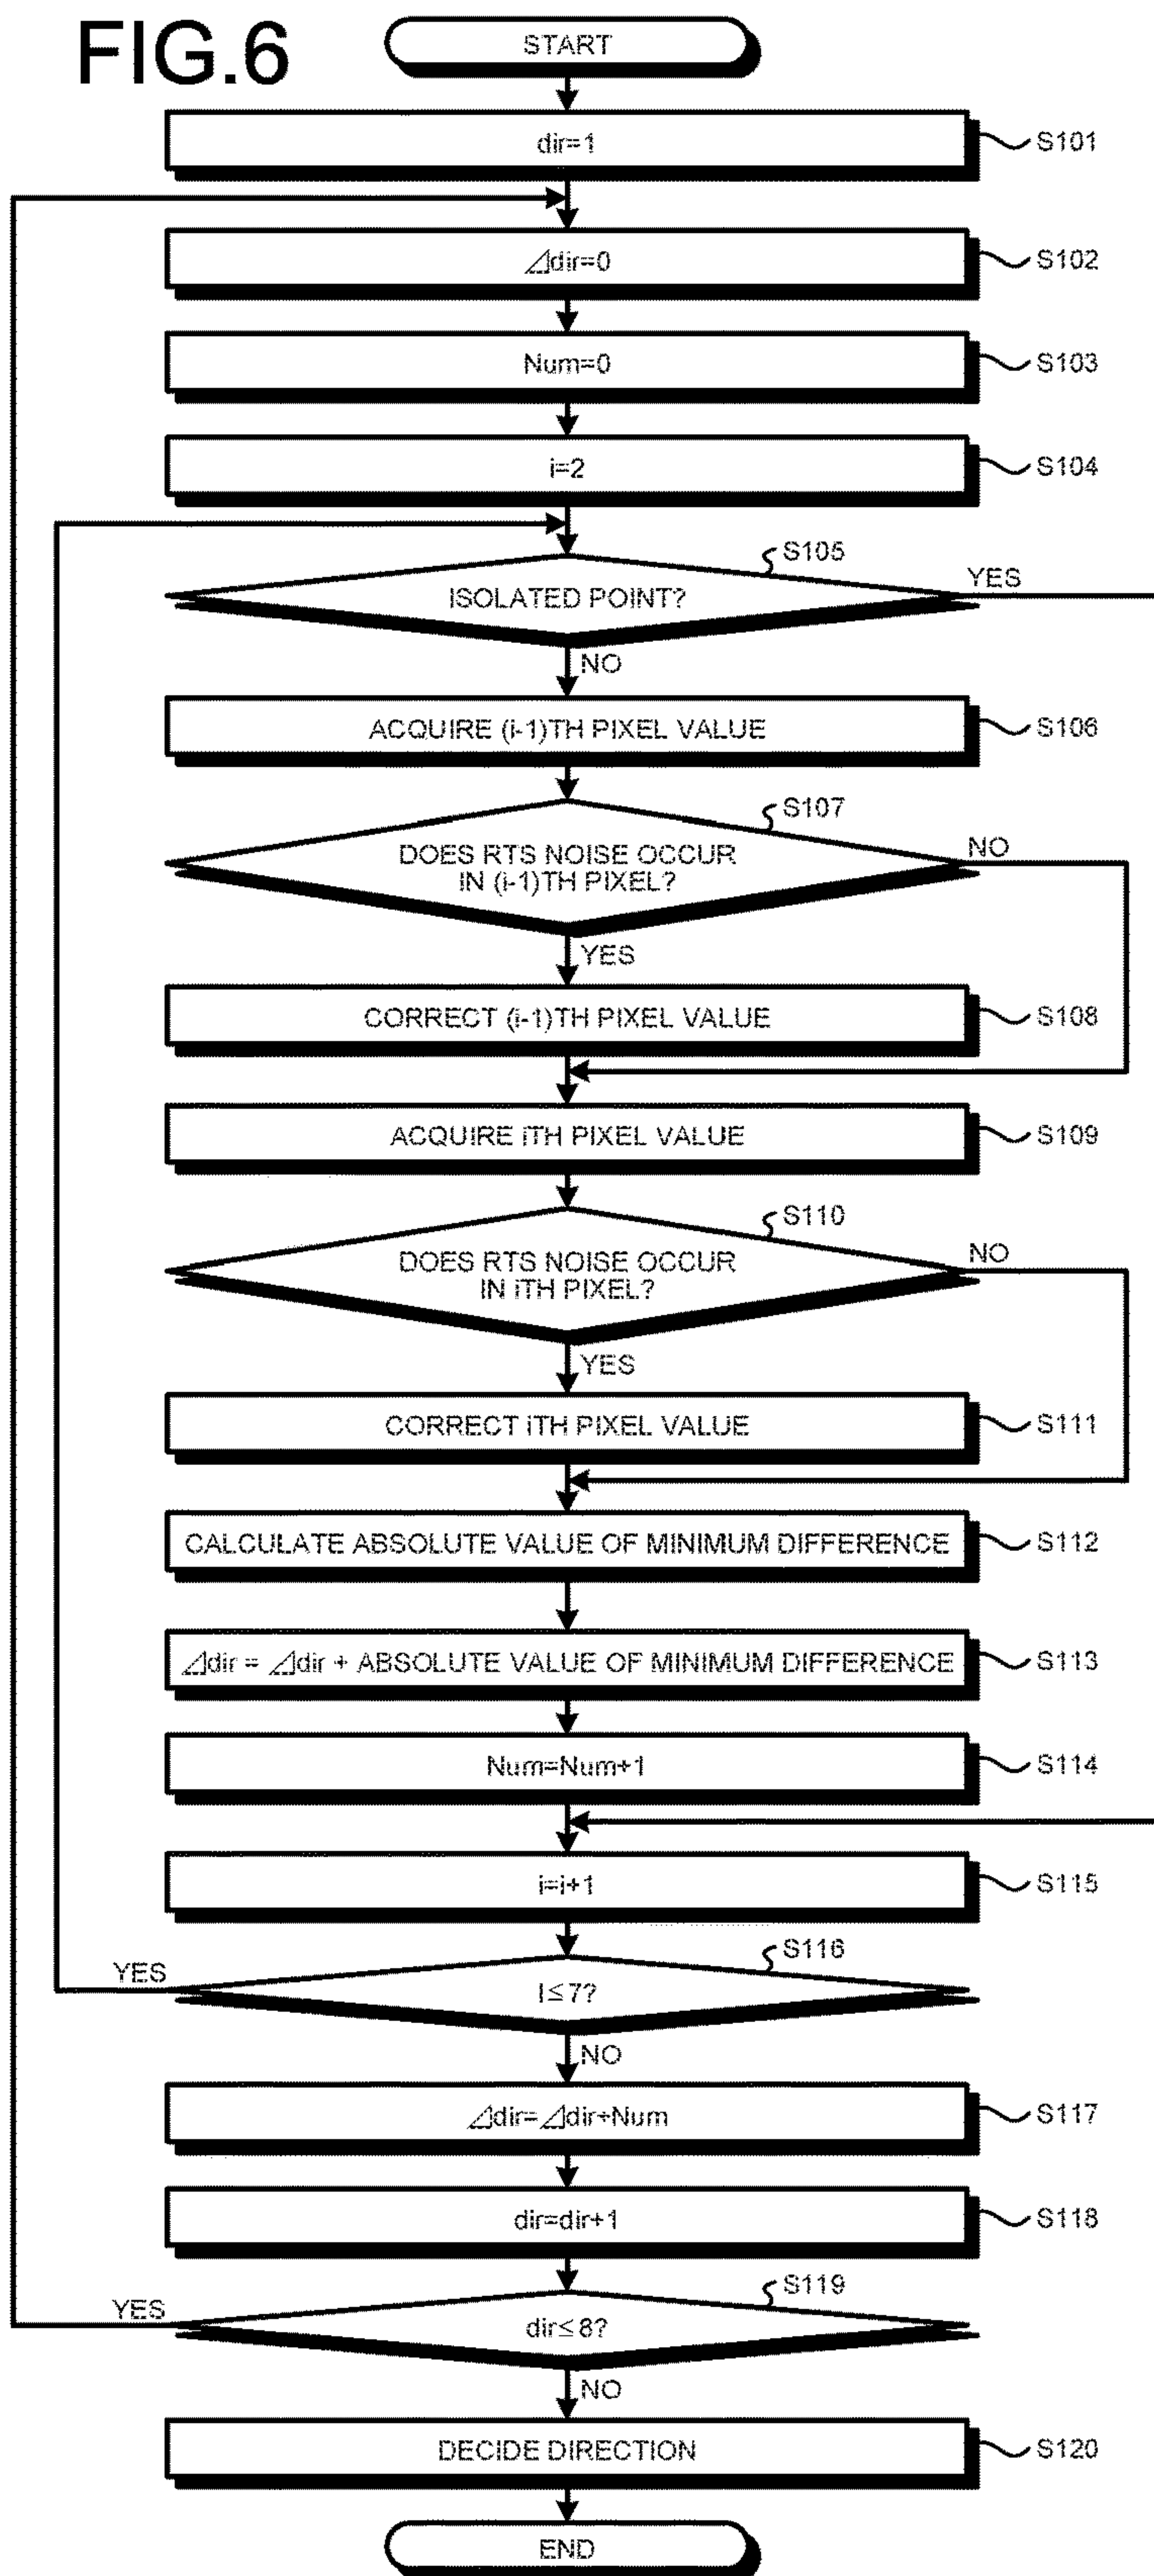 FIG.6
START
dir=1
S101
⊿dir=0
S102
Num=0
S103
i=2
S104
S105
ISOLATED POINT?
YES
NO
ACQUIRE (i-1)TH PIXEL VALUE
S106
S107
DOES RTS NOISE OCCUR
IN (i-1)TH PIXEL?
NO
YES
CORRECT (i-1)TH PIXEL VALUE
S108
ACQUIRE iTH PIXEL VALUE
S109
S110
DOES RTS NOISE OCCUR
IN iTH PIXEL?
NO
YES
CORRECT iTH PIXEL VALUE
S111
CALCULATE ABSOLUTE VALUE OF MINIMUM DIFFERENCE
S112
⊿dir = ⊿dir + ABSOLUTE VALUE OF MINIMUM DIFFERENCE
S113
Num=Num+1
S114
i=i+1
S115
S116
YES
I≤7?
NO
⊿dir=⊿dir÷Num
S117
dir=dir+1
S118
S119
YES
dir≤8?
NO
DECIDE DIRECTION
S120
END